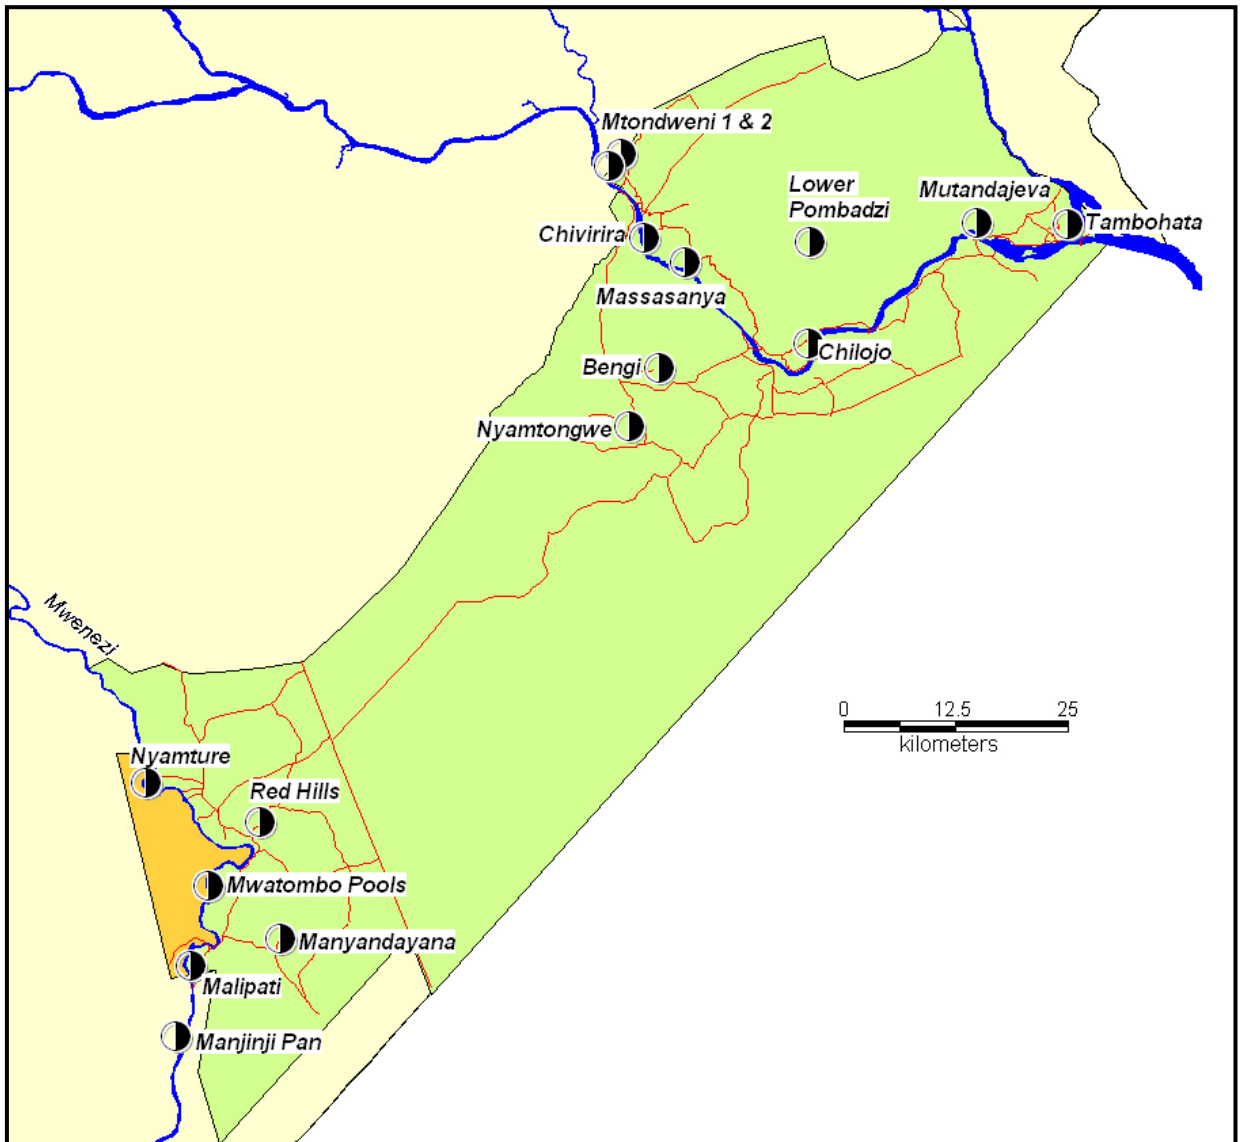 Mtondweni 1 & 2
Lower
Pombadzi
Mutandajeva
Tambohata
Chivirira
Massasanya
Chilojo
Bengi
Nyamtongwe
Mwenezi
0 12.5 25
kilometers
Nyamture
Red Hills
Mwatombo Pools
Manyandayana
Malipati
Manjinji Pan